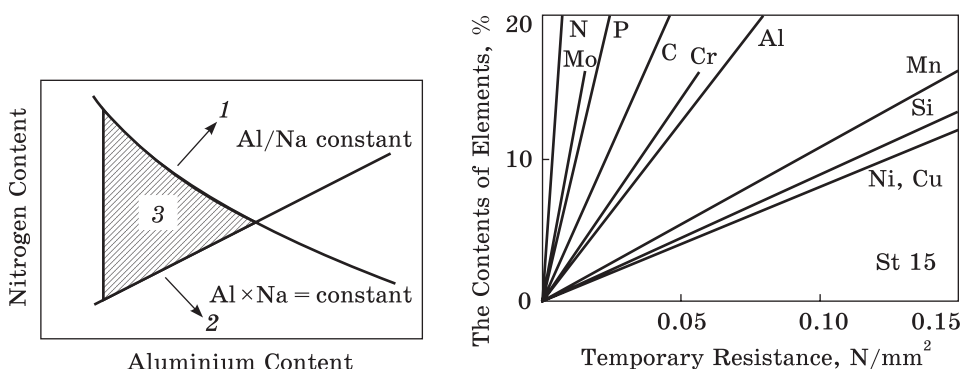 Nitrogen Content
1
Al/Na constant
3
Al×Na = constant
2
Aluminium Content
The Contents of Elements, %
20
10
0
N
P
Mo
C
Cr
Al
Mn
Si
Ni, Cu
St 15
0.05
0.10
0.15
Temporary Resistance, N/mm²